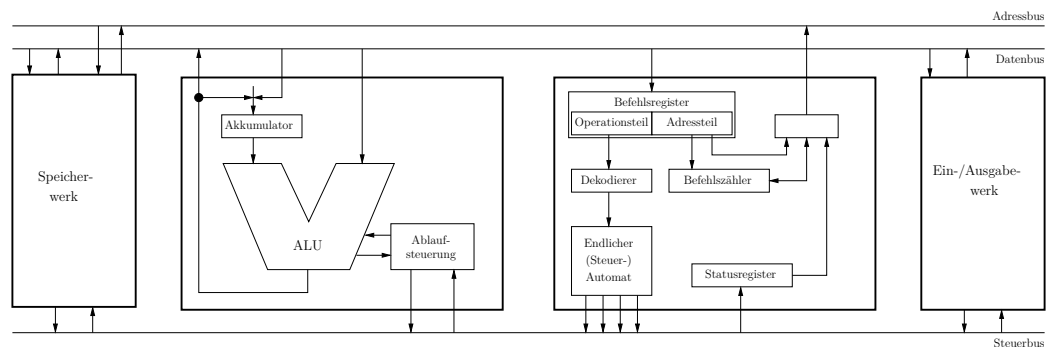 Adressbus
Datenbus
Speicher-
werk
Akkumulator
ALU
Ablauf-
steuerung
Befehlsregister
Operationsteil
Adressteil
Dekodierer
Befehlszähler
Endlicher
(Steuer-)
Automat
Statusregister
Ein-/Ausgabe-
werk
Steuerbus